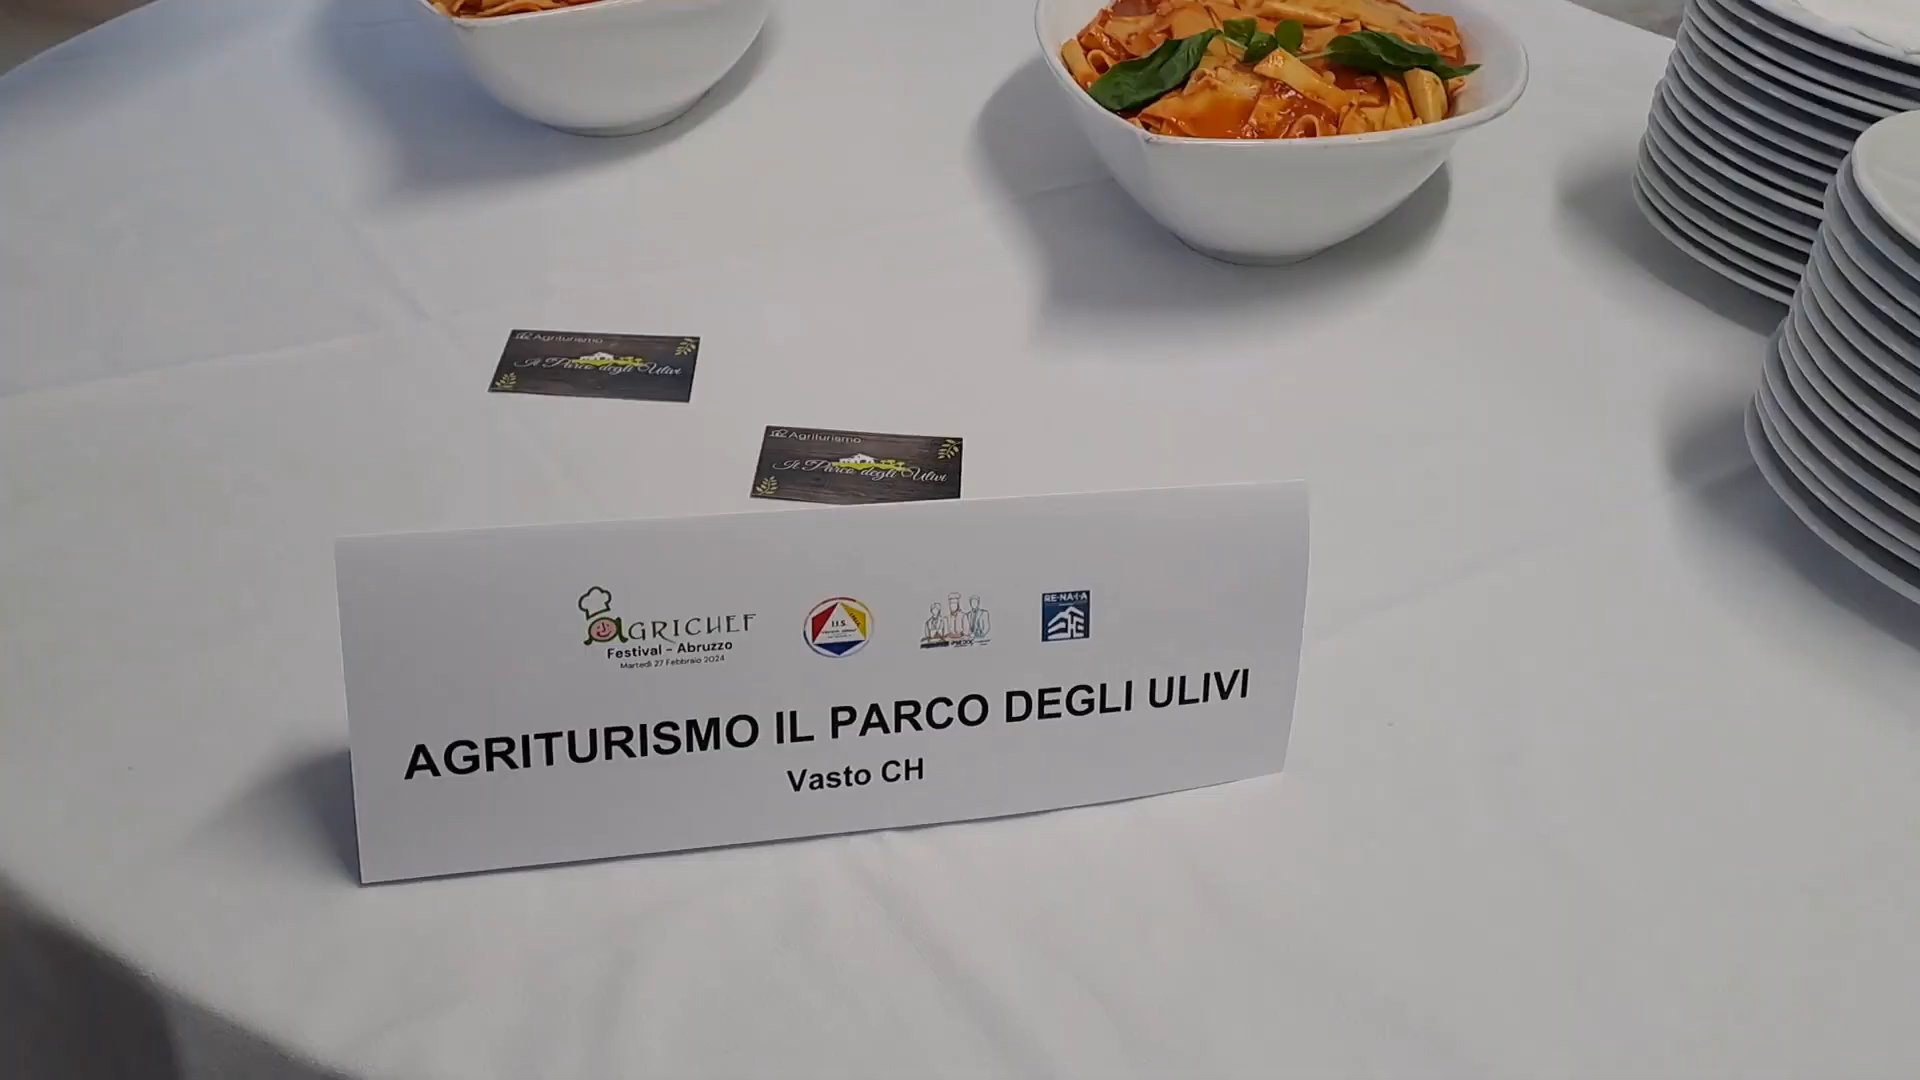 Agriturismo
Il Parco degli Ulivi
Agriturismo
Il Parco degli Ulivi
AGRICHEF
Festival - Abruzzo
Martedì 27 Febbraio 2024
I.I.S.
RE-NA-I-A
AGRITURISMO IL PARCO DEGLI ULIVI
Vasto CH